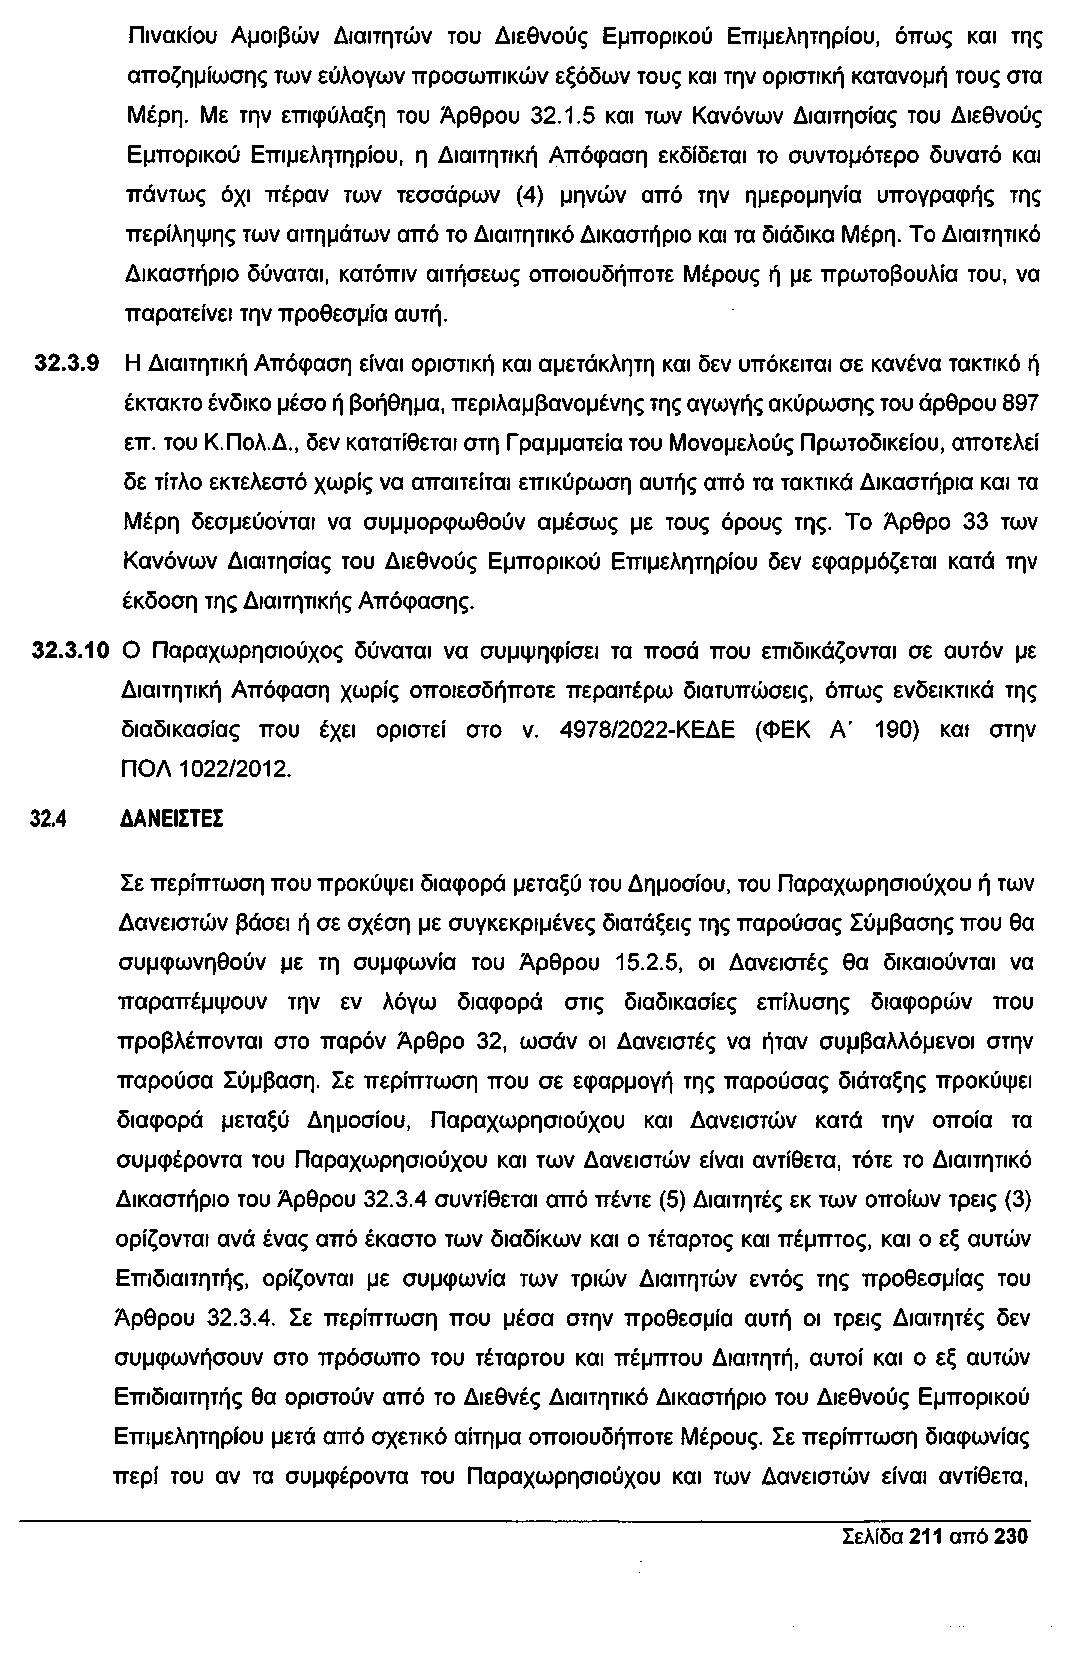 Πινακίου Αμοιβών Διαιτητών του Διεθνούς Εμπορικού Επιμελητηρίου, όπως και της
αποζημίωσης των εύλογων προσωπικών εξόδων τους και την οριστική κατανομή τους στα
Μέρη. Με την επιφύλαξη του Άρθρου 32.1.5 και των Κανόνων Διαιτησίας του Διεθνούς
Εμπορικού Επιμελητηρίου, η Διαιτητική Απόφαση εκδίδεται το συντομότερο δυνατό και
πάντως όχι πέραν των τεσσάρων (4) μηνών από την ημερομηνία υπογραφής της
περίληψης των αιτημάτων από το Διαιτητικό Δικαστήριο και τα διάδικα Μέρη. Το Διαιτητικό
Δικαστήριο δύναται, κατόπιν αιτήσεως οποιουδήποτε Μέρους ή με πρωτοβουλία του, να
παρατείνει την προθεσμία αυτή.
32.3.9 Η Διαιτητική Απόφαση είναι οριστική και αμετάκλητη και δεν υπόκειται σε κανένα τακτικό ή
έκτακτο ένδικο μέσο ή βοήθημα, περιλαμβανομένης της αγωγής ακύρωσης του άρθρου 897
επ. του Κ.Πολ.Δ., δεν κατατίθεται στη Γραμματεία του Μονομελούς Πρωτοδικείου, αποτελεί
δε τίτλο εκτελεστό χωρίς να απαιτείται επικύρωση αυτής από τα τακτικά Δικαστήρια και τα
Μέρη δεσμεύονται να συμμορφωθούν αμέσως με τους όρους της. Το Άρθρο 33 των
Κανόνων Διαιτησίας του Διεθνούς Εμπορικού Επιμελητηρίου δεν εφαρμόζεται κατά την
έκδοση της Διαιτητικής Απόφασης.
32.3.10 Ο Παραχωρησιούχος δύναται να συμψηφίσει τα ποσά που επιδικάζονται σε αυτόν με
Διαιτητική Απόφαση χωρίς οποιεσδήποτε περαιτέρω διατυπώσεις, όπως ενδεικτικά της
διαδικασίας που έχει οριστεί στο ν. 4978/2022-ΚΕΔΕ (ΦΕΚ Α΄ 190) και στην
ΠΟΛ 1022/2012.
32.4 ΔΑΝΕΙΣΤΕΣ
Σε περίπτωση που προκύψει διαφορά μεταξύ του Δημοσίου, του Παραχωρησιούχου ή των
Δανειστών βάσει ή σε σχέση με συγκεκριμένες διατάξεις της παρούσας Σύμβασης που θα
συμφωνηθούν με τη συμφωνία του Άρθρου 15.2.5, οι Δανειστές θα δικαιούνται να
παραπέμψουν την εν λόγω διαφορά στις διαδικασίες επίλυσης διαφορών που
προβλέπονται στο παρόν Άρθρο 32, ωσάν οι Δανειστές να ήταν συμβαλλόμενοι στην
παρούσα Σύμβαση. Σε περίπτωση που σε εφαρμογή της παρούσας διάταξης προκύψει
διαφορά μεταξύ Δημοσίου, Παραχωρησιούχου και Δανειστών κατά την οποία τα
συμφέροντα του Παραχωρησιούχου και των Δανειστών είναι αντίθετα, τότε το Διαιτητικό
Δικαστήριο του Άρθρου 32.3.4 συντίθεται από πέντε (5) Διαιτητές εκ των οποίων τρεις (3)
ορίζονται ανά ένας από έκαστο των διαδίκων και ο τέταρτος και πέμπτος, και ο εξ αυτών
Επιδιαιτητής, ορίζονται με συμφωνία των τριών Διαιτητών εντός της προθεσμίας του
Άρθρου 32.3.4. Σε περίπτωση που μέσα στην προθεσμία αυτή οι τρεις Διαιτητές δεν
συμφωνήσουν στο πρόσωπο του τέταρτου και πέμπτου Διαιτητή, αυτοί και ο εξ αυτών
Επιδιαιτητής θα οριστούν από το Διεθνές Διαιτητικό Δικαστήριο του Διεθνούς Εμπορικού
Επιμελητηρίου μετά από σχετικό αίτημα οποιουδήποτε Μέρους. Σε περίπτωση διαφωνίας
περί του αν τα συμφέροντα του Παραχωρησιούχου και των Δανειστών είναι αντίθετα,
Σελίδα 211 από 230